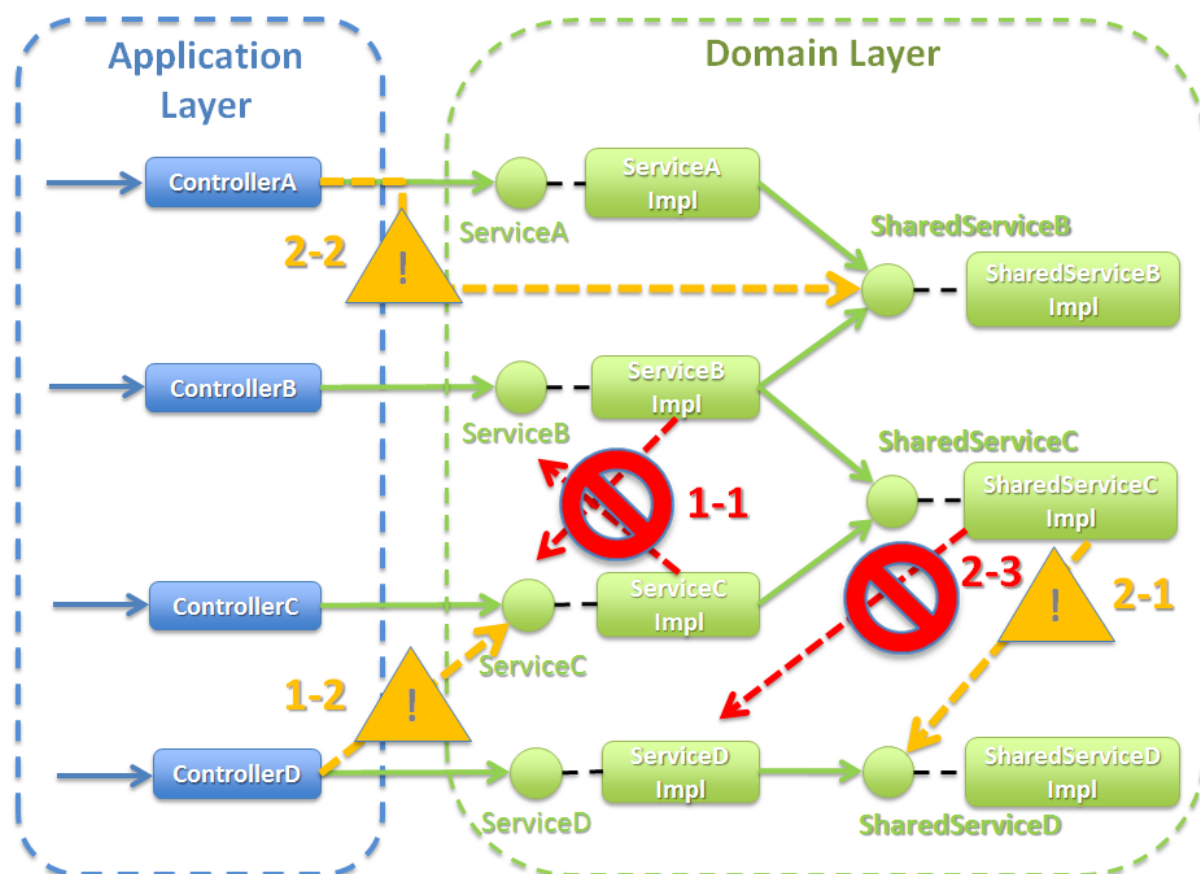 Application
Layer
Domain Layer
ControllerA
ServiceA
ServiceA
Impl
SharedServiceB
SharedServiceB
Impl
2-2
!
ControllerB
ServiceB
ServiceB
Impl
SharedServiceC
SharedServiceC
Impl
1-1
2-3
!
2-1
ControllerC
ServiceC
ServiceC
Impl
1-2
!
ControllerD
ServiceD
ServiceD
Impl
SharedServiceD
SharedServiceD
Impl